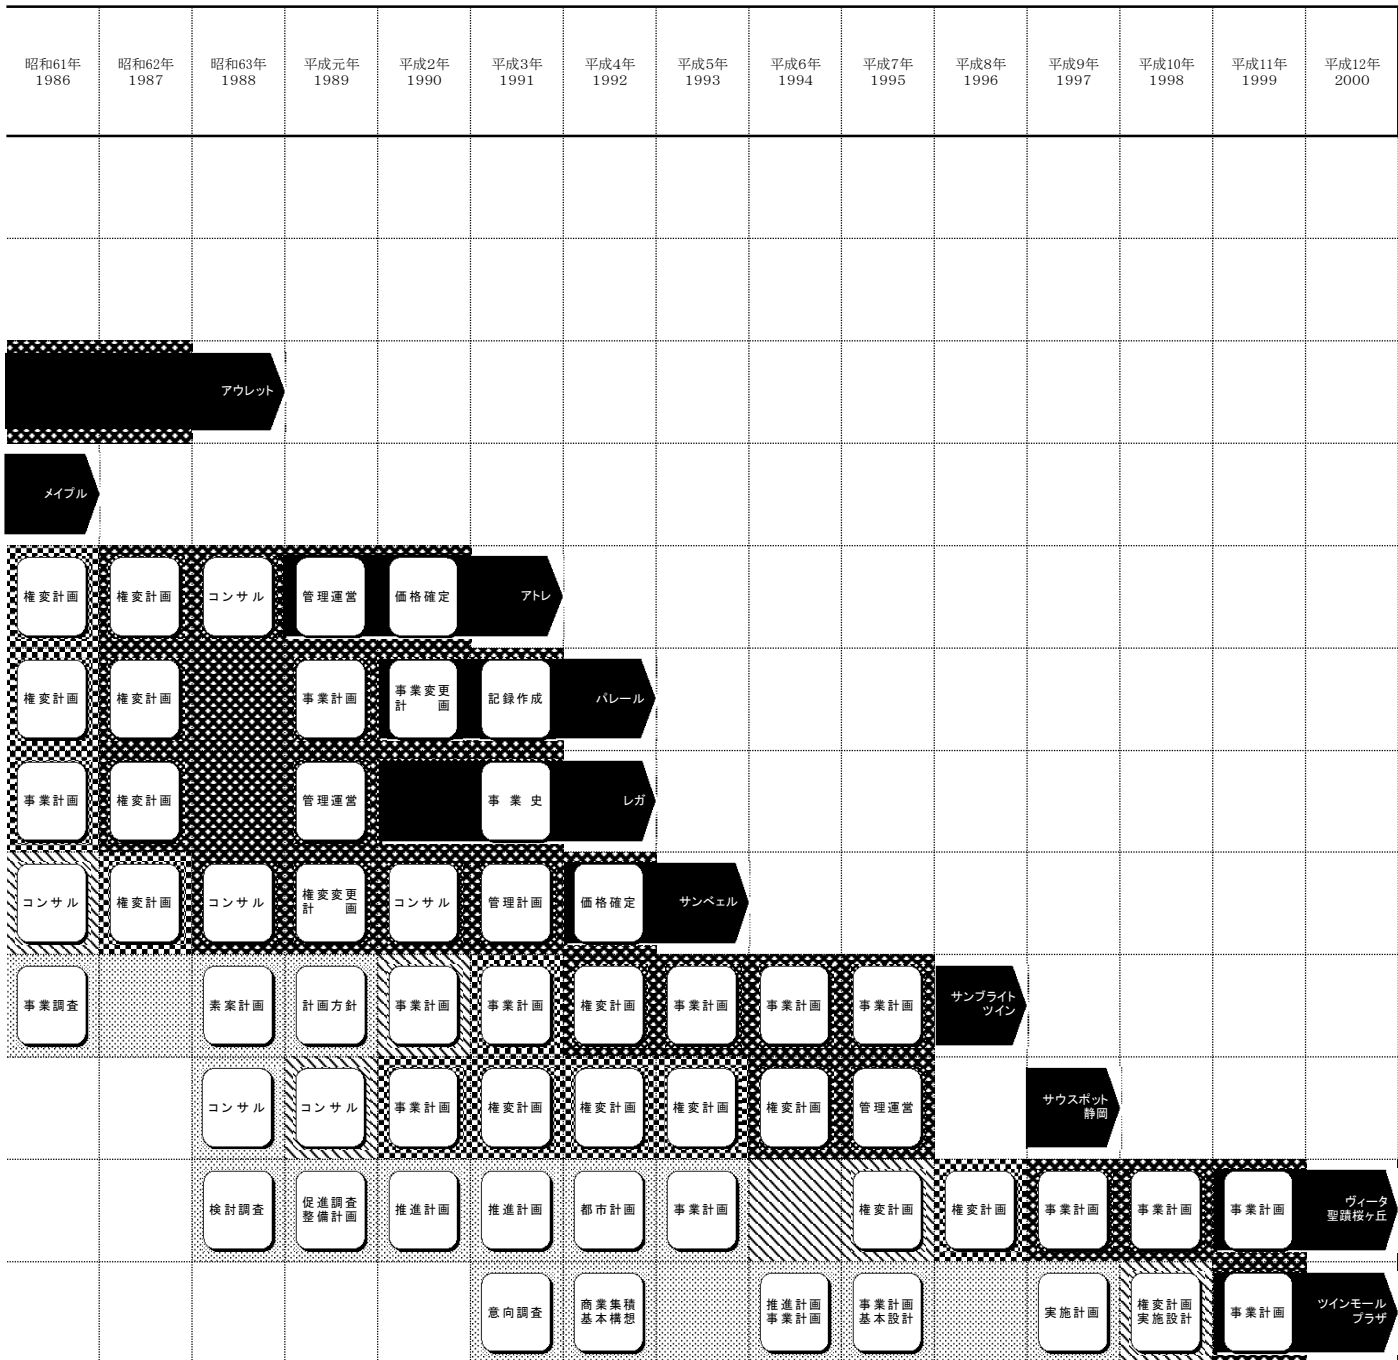 昭和61年
1986
昭和62年
1987
昭和63年
1988
平成元年
1989
平成2年
1990
平成3年
1991
平成4年
1992
平成5年
1993
平成6年
1994
平成7年
1995
平成8年
1996
平成9年
1997
平成10年
1998
平成11年
1999
平成12年
2000
アウレット
メイプル
権変計画
権変計画
コンサル
管理運営
価格確定
アトレ
権変計画
権変計画
事業計画
事業変更
計画
記録作成
パレール
事業計画
権変計画
管理運営
事業史
レガ
コンサル
権変計画
コンサル
権変変更
計画
コンサル
管理計画
価格確定
サンペェル
事業調査
素案計画
計画方針
事業計画
事業計画
権変計画
事業計画
事業計画
事業計画
サンブライト
ツイン
コンサル
コンサル
事業計画
権変計画
権変計画
権変計画
権変計画
管理運営
サウスポット
静岡
検討調査
促進調査
整備計画
推進計画
推進計画
都市計画
事業計画
権変計画
権変計画
事業計画
事業計画
事業計画
ヴィータ
聖蹟桜ヶ丘
意向調査
商業集積
基本構想
推進計画
事業計画
事業計画
基本設計
実施計画
権変計画
実施設計
事業計画
ツインモール
プラザ